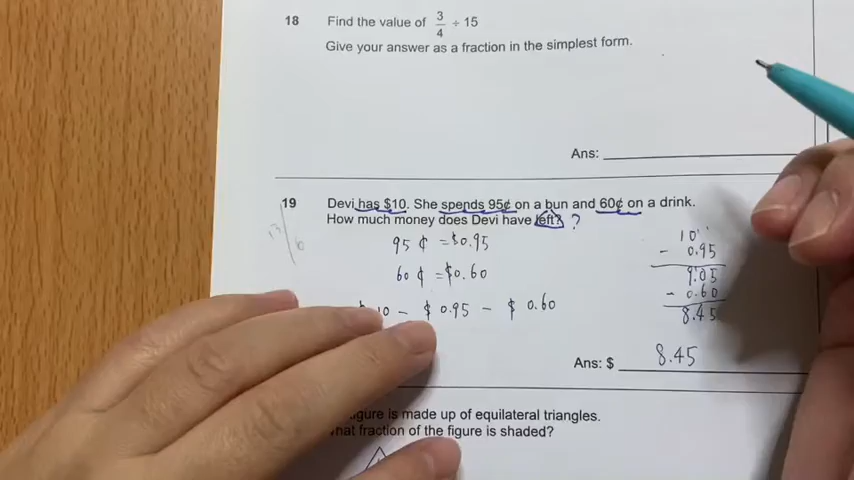 18 Find the value of 3/4 ÷ 15
Give your answer as a fraction in the simplest form.
Ans:
19 Devi has $10. She spends 95¢ on a bun and 60¢ on a drink.
How much money does Devi have left? ?
95 ¢ = $0.95
60 ¢ = $0.60
10 - $ 0.95 - $ 0.60
10
- 0.95
9.05
- 0.60
8.45
Ans: $ 8.45
figure is made up of equilateral triangles.
what fraction of the figure is shaded?